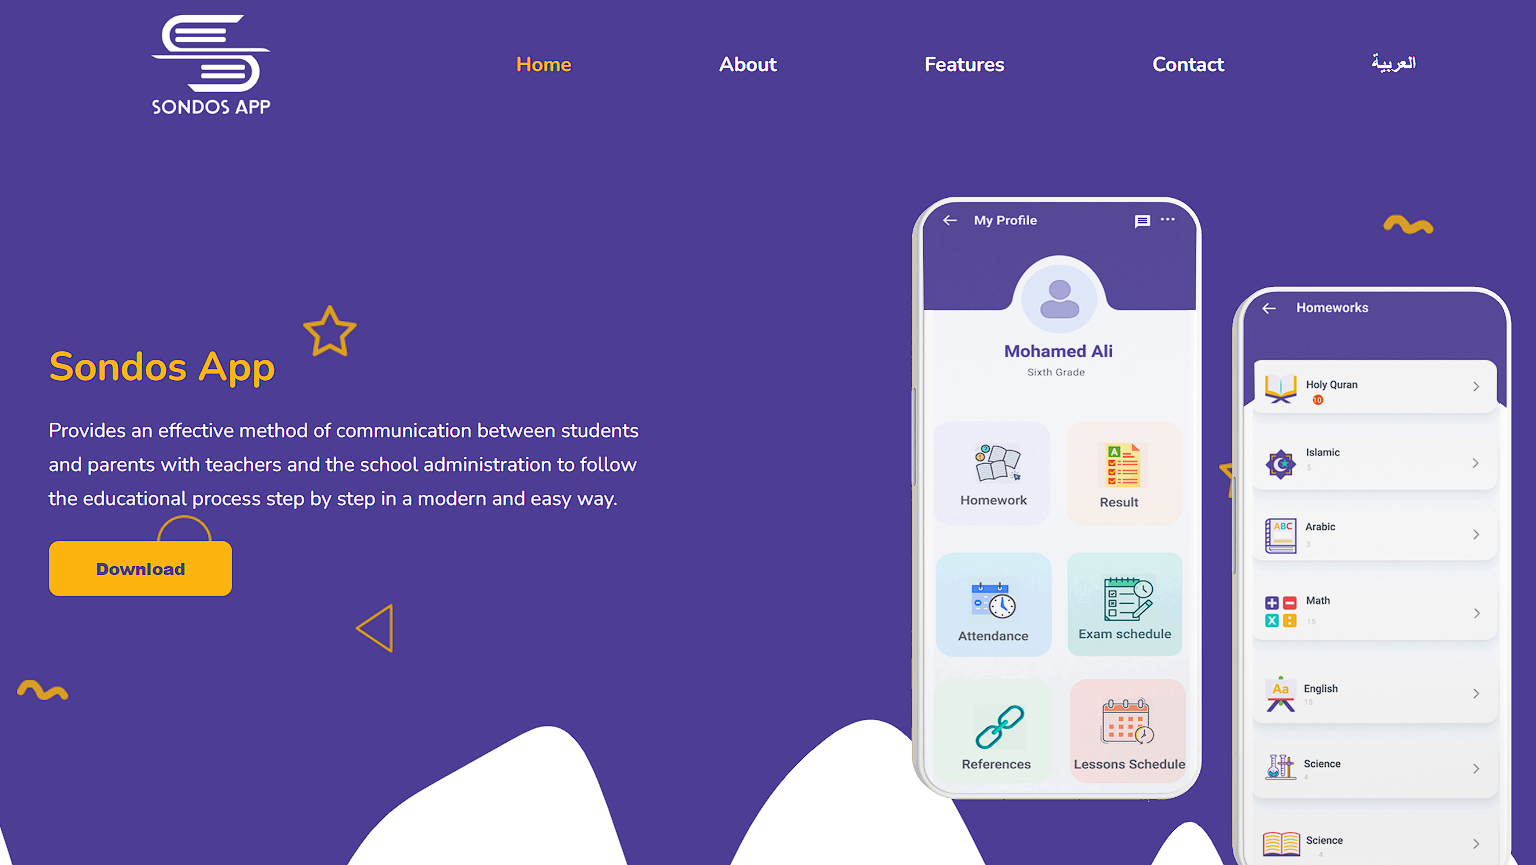 SONDOS APP
Home
About
Features
Contact
العربية
Sondos App
Provides an effective method of communication between students
and parents with teachers and the school administration to follow
the educational process step by step in a modern and easy way.
Download
My Profile
Mohamed Ali
Sixth Grade
Homework
A
Result
Attendance
Exam schedule
References
Lessons Schedule
Homeworks
Holy Quran
10
Islamic
5
ABC
Arabic
3
Math
15
Aa
English
15
Science
4
Science
4